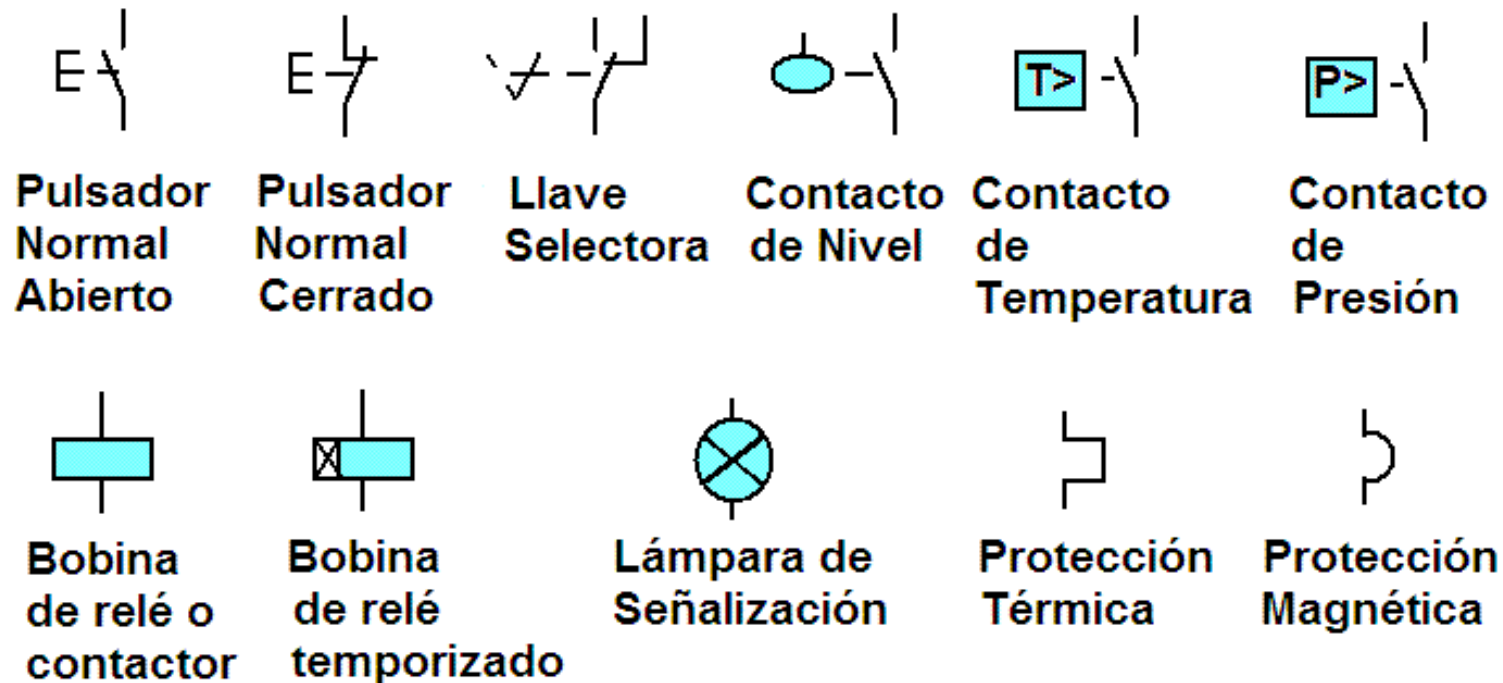 T>
P>
Pulsador
Normal
Abierto
Pulsador
Normal
Cerrado
Llave
Selectora
Contacto
de Nivel
Contacto
de
Temperatura
Contacto
de
Presión
Bobina
de relé o
contactor
Bobina
de relé
temporizado
Lámpara de
Señalización
Protección
Térmica
Protección
Magnética